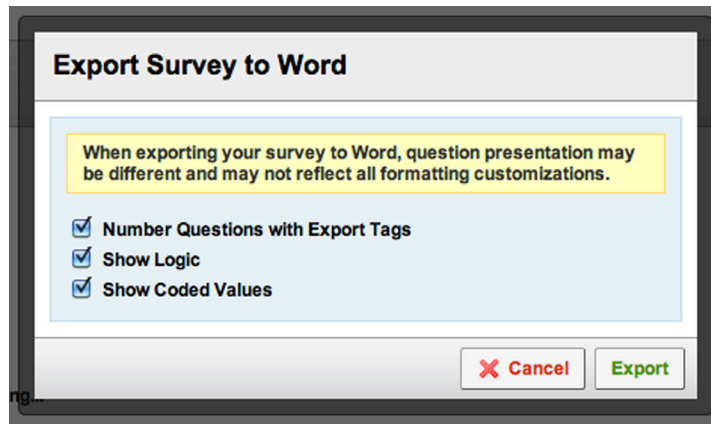 Export Survey to Word
When exporting your survey to Word, question presentation may
be different and may not reflect all formatting customizations.
Number Questions with Export Tags
Show Logic
Show Coded Values
Cancel Export
ng...